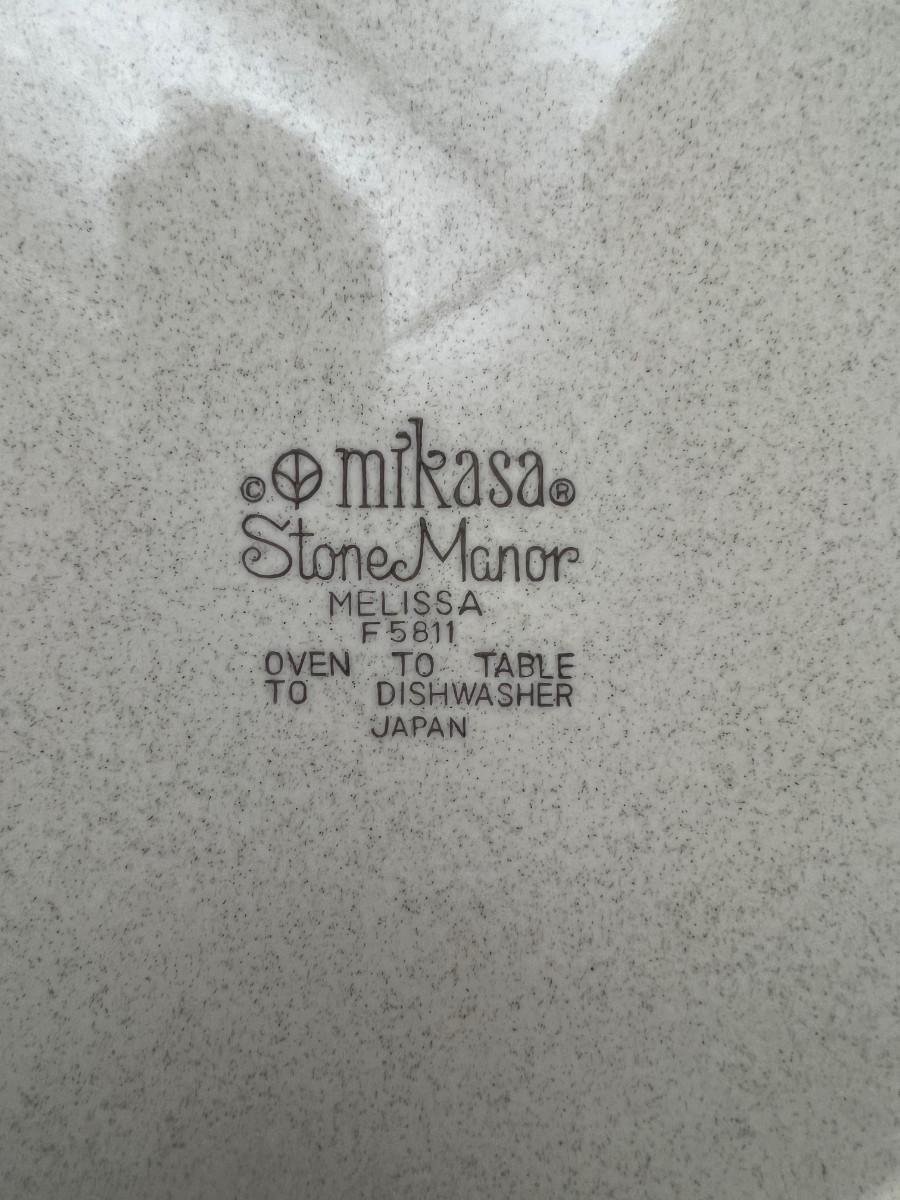 © mikasa®
Stone Manor
MELISSA
F5811
OVEN TO TABLE
TO DISHWASHER
JAPAN